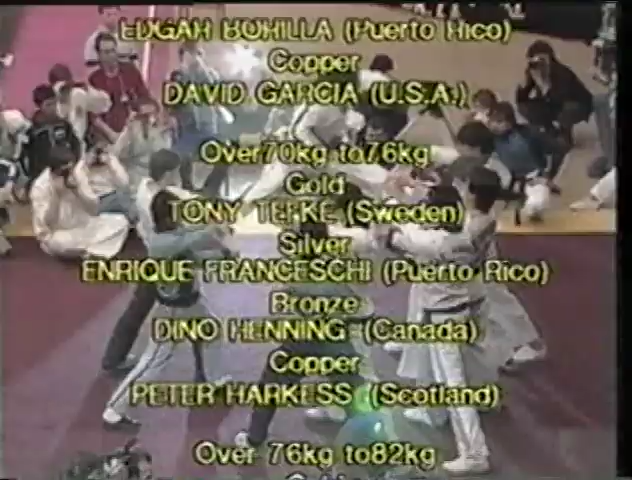 EDGAR BONILLA (Puerto Rico)
Copper
DAVID GARCIA (U.S.A.)
Over70kg to76kg
Gold
TONY TERKE (Sweden)
Silver
ENRIQUE FRANCESCHI (Puerto Rico)
Bronze
DINO HENNING (Canada)
Copper
PETER HARKESS (Scotland)
Over 76kg to82kg